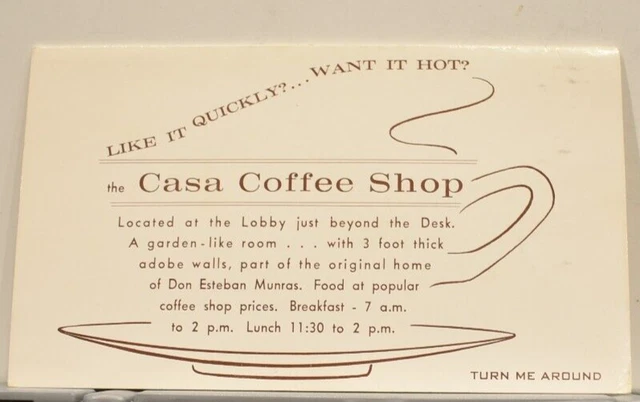 LIKE IT QUICKLY?...WANT IT HOT?
the Casa Coffee Shop
Located at the Lobby just beyond the Desk.
A garden-like room . . . with 3 foot thick
adobe walls, part of the original home
of Don Esteban Munras. Food at popular
coffee shop prices. Breakfast - 7 a.m.
to 2 p.m. Lunch 11:30 to 2 p.m.
TURN ME AROUND